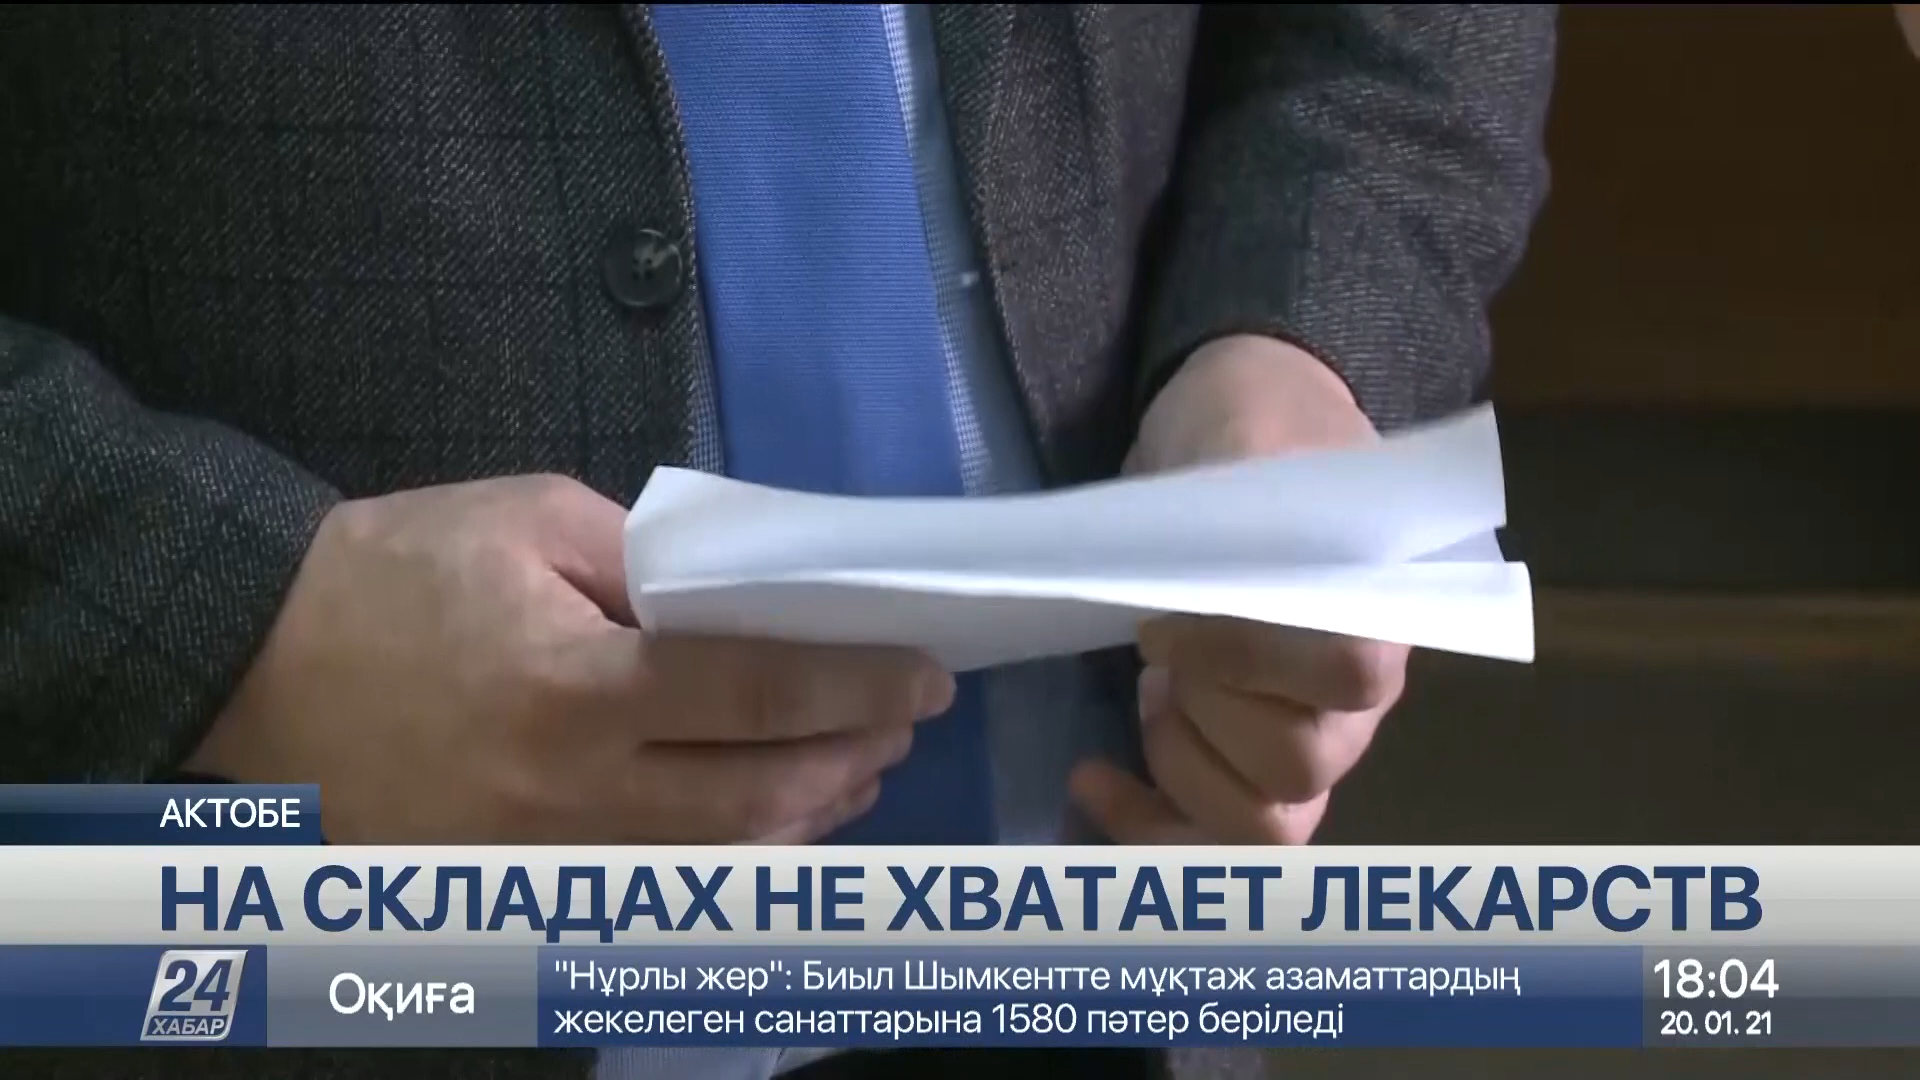 АКТОБЕ
НА СКЛАДАХ НЕ ХВАТАЕТ ЛЕКАРСТВ
24
ХАБАР
Оқиға
"Нұрлы жер": Биыл Шымкентте мұқтаж азаматтардың
жекелеген санаттарына 1580 пәтер беріледі
18:04
20. 01. 21